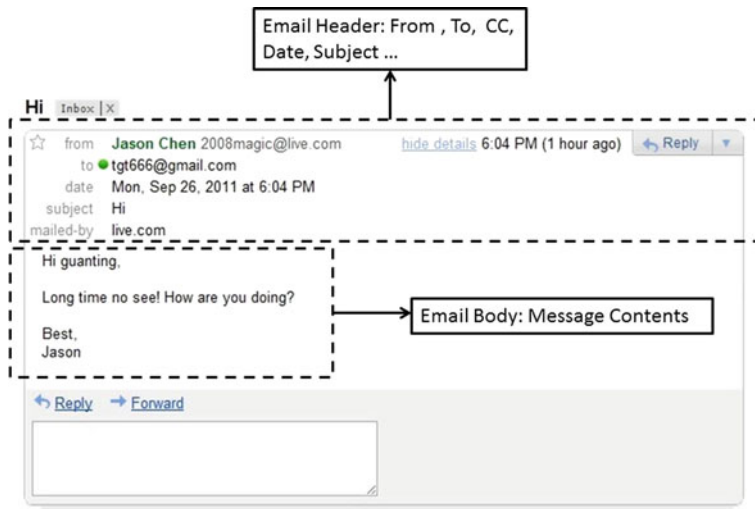 Email Header: From , To, CC,
Date, Subject ...
Hi Inbox | X
from Jason Chen 2008magic@live.com hide details 6:04 PM (1 hour ago) Reply
to tgt666@gmail.com
date Mon, Sep 26, 2011 at 6:04 PM
subject Hi
mailed-by live.com
Hi guanting,
Long time no see! How are you doing?
Email Body: Message Contents
Best,
Jason
Reply Forward